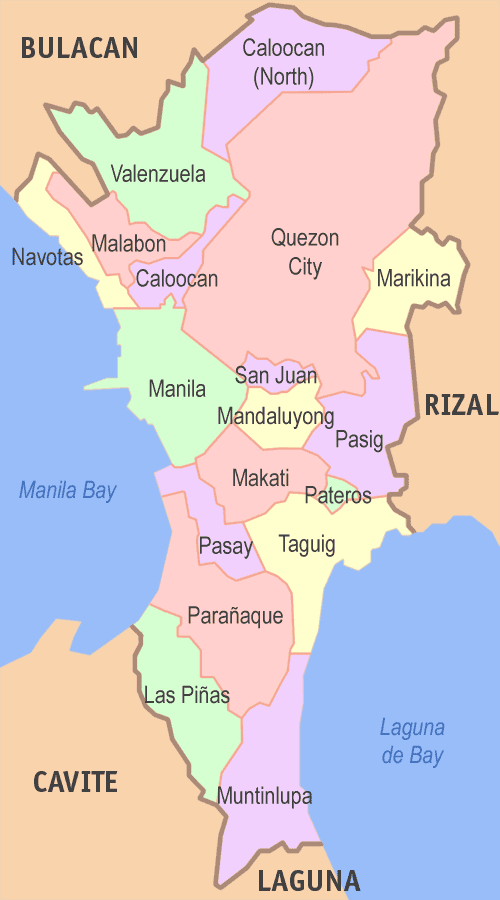 BULACAN
Caloocan
(North)
Valenzuela
Malabon
Navotas
Caloocan
Quezon
City
Marikina
San Juan
Manila
Mandaluyong
RIZAL
Pasig
Makati
Manila Bay
Pateros
Pasay
Taguig
Parañaque
Las Piñas
Laguna
de Bay
CAVITE
Muntinlupa
LAGUNA